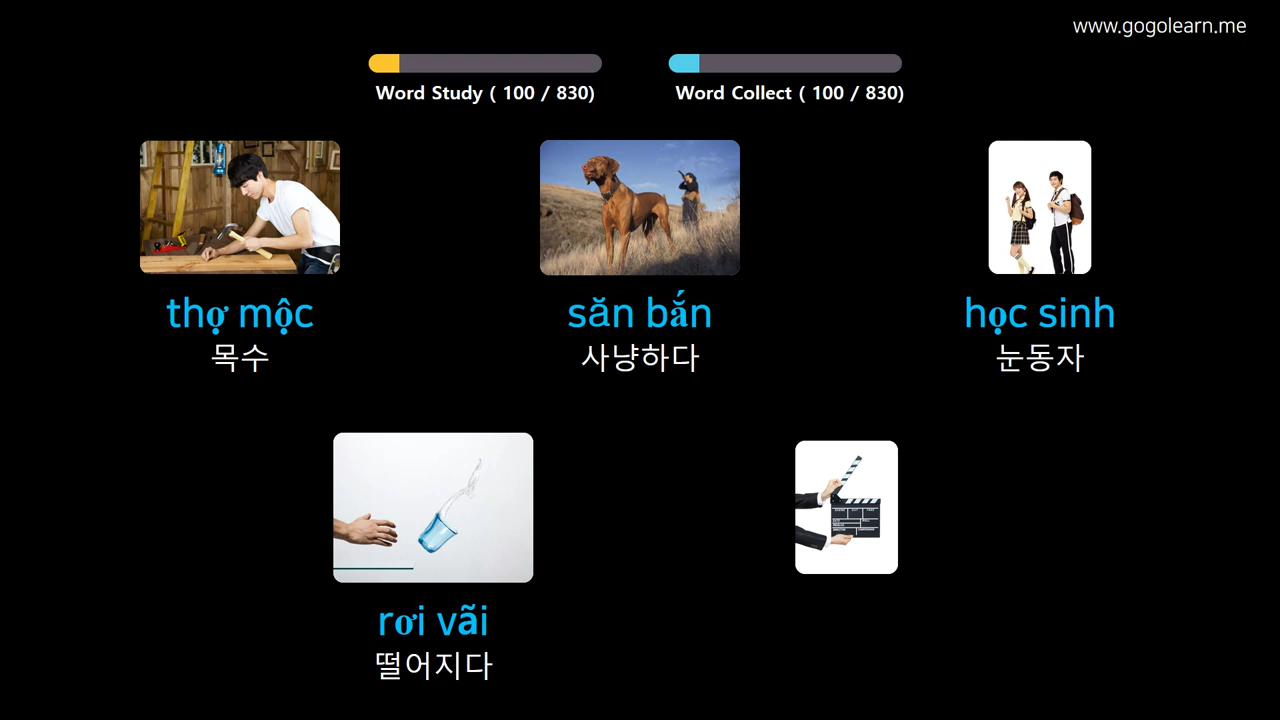 www.gogolearn.me
Word Study ( 100 / 830)
Word Collect ( 100 / 830)
thợ mộc
목수
săn bắn
사냥하다
học sinh
눈동자
rơi vãi
떨어지다